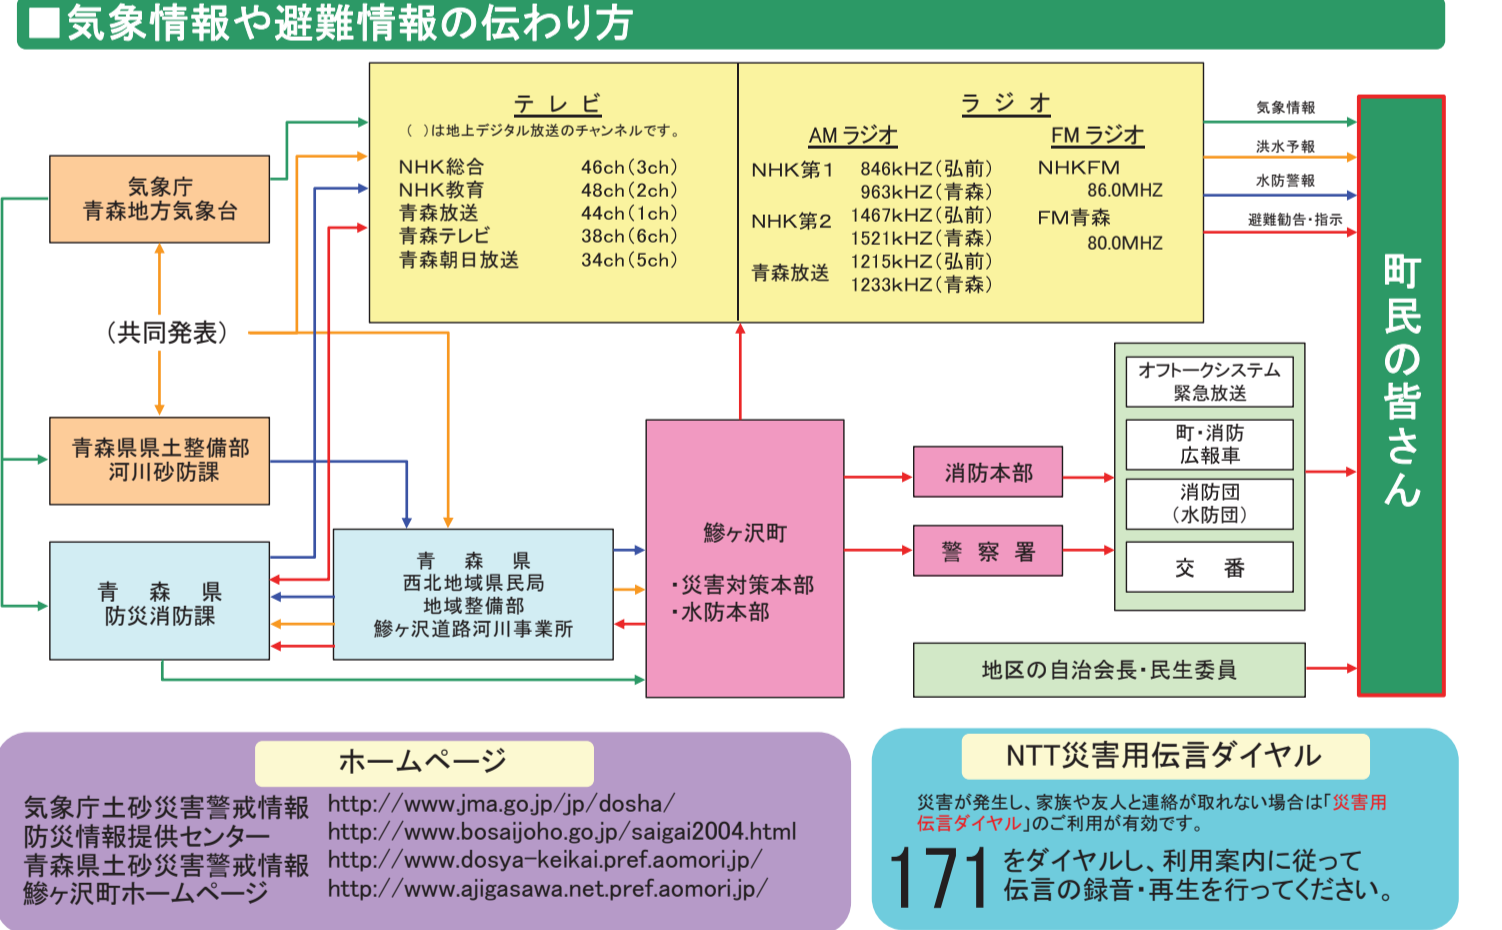 ■気象情報や避難情報の伝わり方
テレビ
（ ）は地上デジタル放送のチャンネルです。
NHK総合 46ch（3ch）
NHK教育 48ch（2ch）
青森放送 44ch（1ch）
青森テレビ 38ch（6ch）
青森朝日放送 34ch（5ch）
ラジオ
AMラジオ
NHK第1 846kHZ（弘前）
963kHZ（青森）
NHK第2 1467kHZ（弘前）
1521kHZ（青森）
青森放送 1215kHZ（弘前）
1233kHZ（青森）
FMラジオ
NHKFM
86.0MHZ
FM青森
80.0MHZ
気象情報
洪水予報
水防警報
避難勧告・指示
町民の皆さん
気象庁
青森地方気象台
（共同発表）
青森県県土整備部
河川砂防課
青森県
防災消防課
青森県
西北地域県民局
地域整備部
鰺ヶ沢道路河川事業所
鰺ヶ沢町
・災害対策本部
・水防本部
消防本部
警察署
オフトークシステム
緊急放送
町・消防
広報車
消防団
（水防団）
交番
地区の自治会長・民生委員
ホームページ
気象庁土砂災害警戒情報 http://www.jma.go.jp/jp/dosha/
防災情報提供センター http://www.bosaijoho.go.jp/saigai2004.html
青森県土砂災害警戒情報 http://www.dosya-keikai.pref.aomori.jp/
鰺ヶ沢町ホームページ http://www.ajigasawa.net.pref.aomori.jp/
NTT災害用伝言ダイヤル
災害が発生し、家族や友人と連絡が取れない場合は「災害用
伝言ダイヤル」のご利用が有効です。
171をダイヤルし、利用案内に従って
伝言の録音・再生を行ってください。